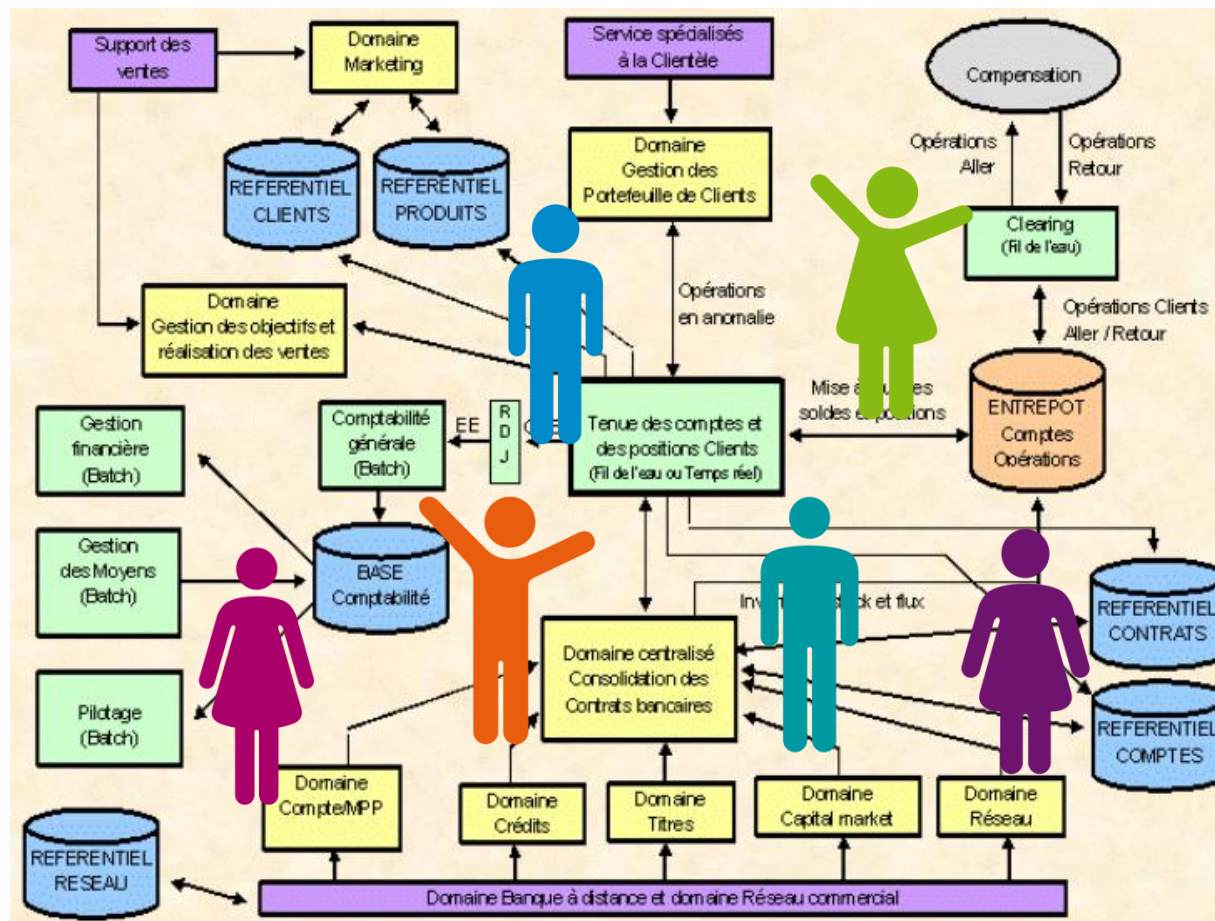 Support des
ventes
Domaine
Marketing
Service spécialisés
à la Clientèle
Compensation
Opérations
Aller
Opérations
Retour
Domaine
Gestion des
Portefeuille de Clients
REFERENTIEL
CLIENTS
REFERENTIEL
PRODUITS
Clearing
(Fil de l'eau)
Domaine
Gestion des objectifs et
réalisation des ventes
Opérations
en anomalie
Opérations Clients
Aller / Retour
Mise
soldes
ENTREPOT
Comptes
Opérations
Gestion
financière
(Batch)
Comptabilité
générale
(Batch)
EE
R
D
J
Tenue des comptes et
des positions Clients
(Fil de l'eau ou Temps réel)
Gestion
des Moyens
(Batch)
BASE
Comptabilité
et flux
REFERENTIEL
CONTRATS
Domaine centralisé
Consolidation des
Contrats bancaires
Pilotage
(Batch)
REFERENTIEL
COMPTES
Domaine
Compte/MPP
Domaine
Crédits
Domaine
Titres
Domaine
Capital market
Domaine
Réseau
REFERENTIEL
RESEAU
Domaine Banque à distance et domaine Réseau commercial